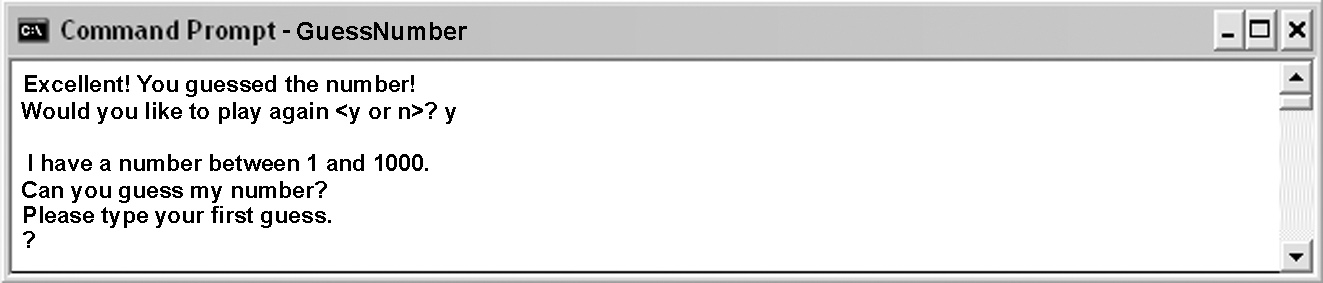 C:\ Command Prompt - GuessNumber
Excellent! You guessed the number!
Would you like to play again <y or n>? y
I have a number between 1 and 1000.
Can you guess my number?
Please type your first guess.
?